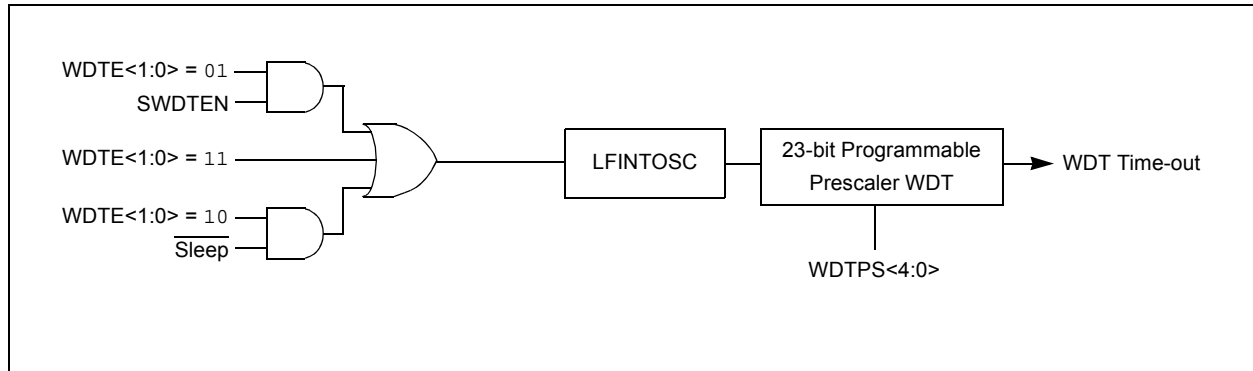 WDTE<1:0> = 01
SWDTEN
WDTE<1:0> = 11
WDTE<1:0> = 10
Sleep
LFINTOSC
23-bit Programmable
Prescaler WDT
WDT Time-out
WDTPS<4:0>